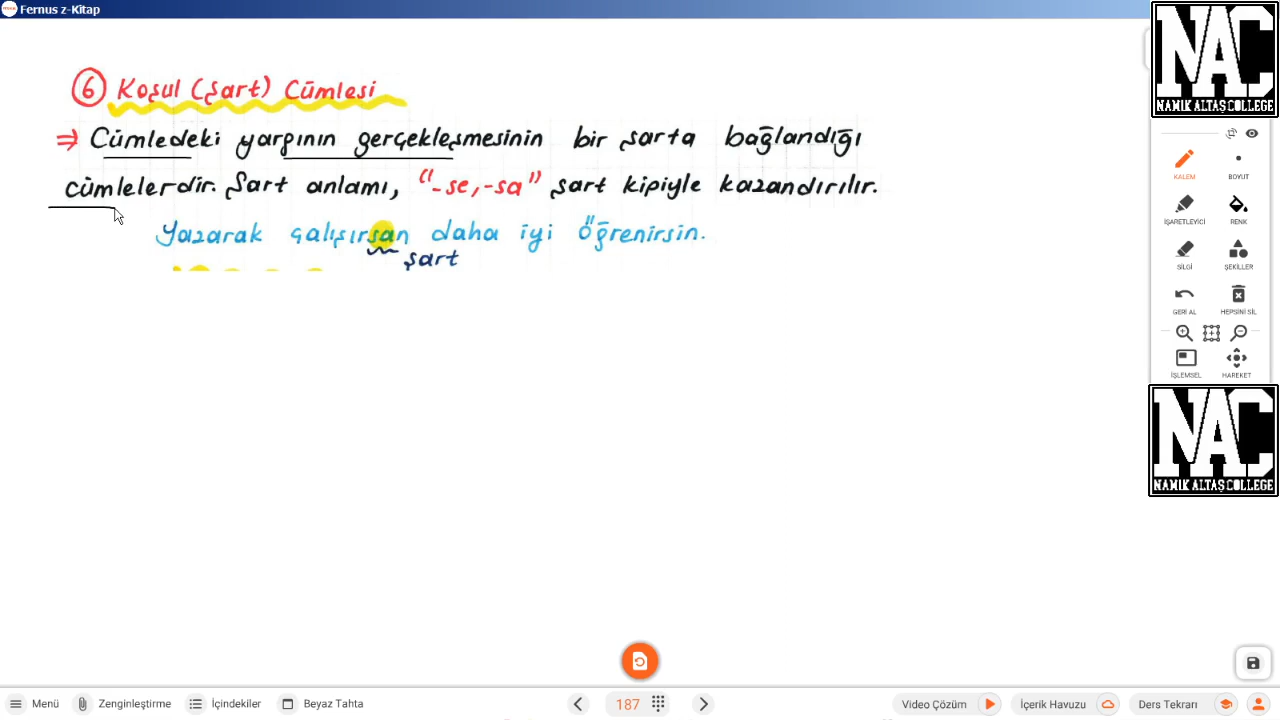 Fernus z-Kitap
NAC
NAMIK ALTAŞ COLLEGE
6 Koşul (Şart) Cümlesi
⇒ Cümledeki yargının gerçekleşmesinin bir şarta bağlandığı
cümlelerdir. Şart anlamı, "-se, -sa" şart kipiyle kazandırılır.
Yazarak çalışırsan daha iyi öğrenirsin.
şart
KALEM BOYUT
İŞARETLEYİCİ RENK
SİLGİ ŞEKİLLER
GERİ AL HEPSİNİ SİL
İŞLEMSEL HAREKET
NAC
NAMIK ALTAŞ COLLEGE
Menü Zenginleştirme İçindekiler Beyaz Tahta 187 Video Çözüm İçerik Havuzu Ders Tekrarı